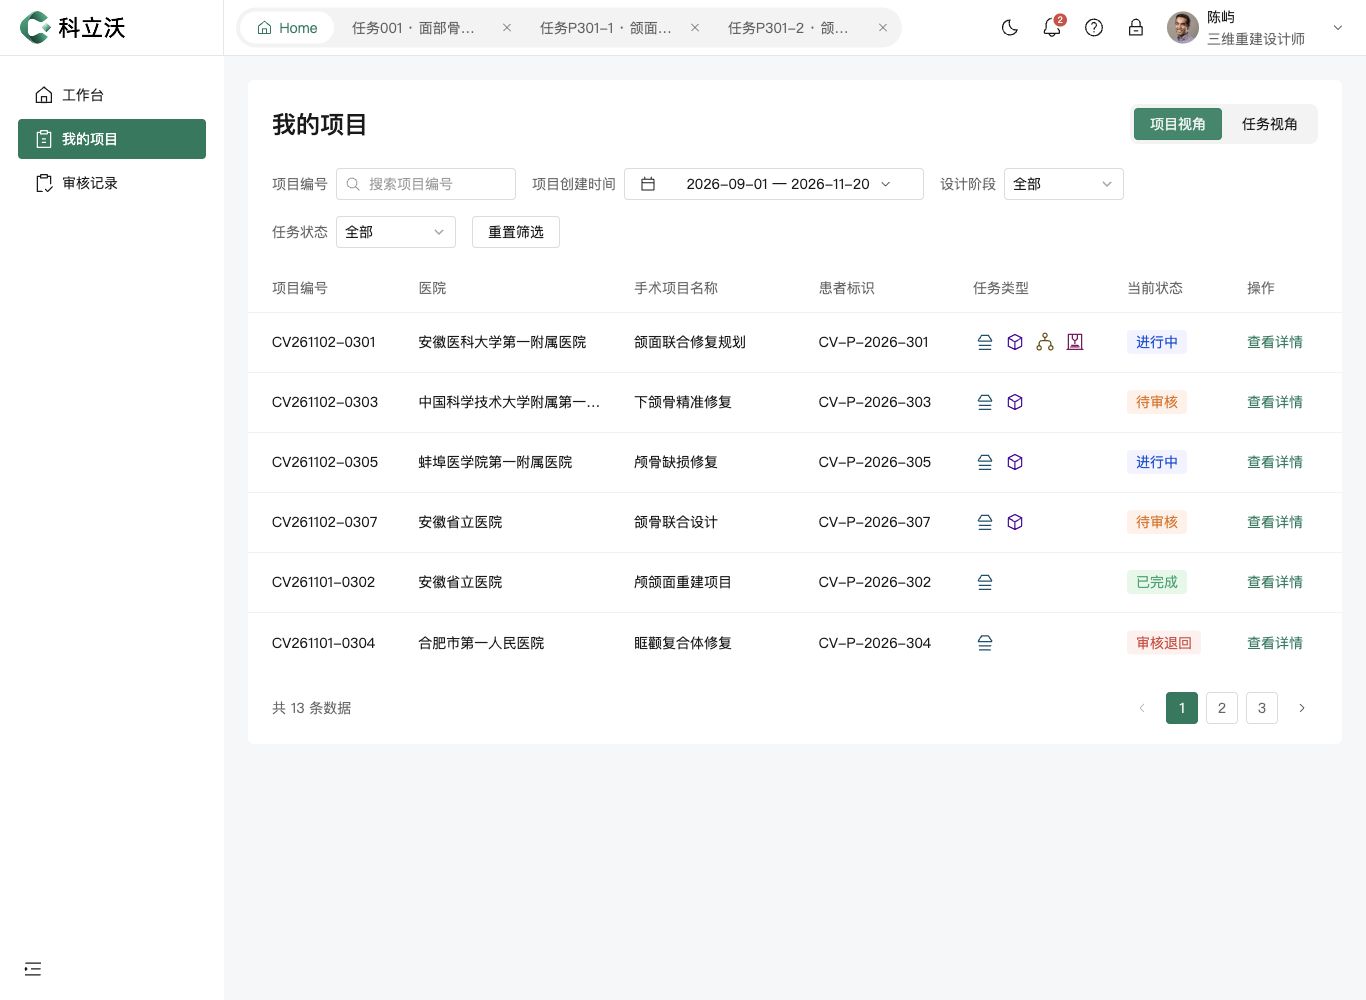 科立沃
Home
任务001 · 面部骨...
任务P301-1 · 颌面...
任务P301-2 · 颌...
2
陈屿
三维重建设计师
工作台
我的项目
审核记录
我的项目
项目视角 任务视角
项目编号 搜索项目编号 项目创建时间 2026-09-01 — 2026-11-20 设计阶段 全部
任务状态 全部 重置筛选
项目编号 医院 手术项目名称 患者标识 任务类型 当前状态 操作
CV261102-0301 安徽医科大学第一附属医院 颌面联合修复规划 CV-P-2026-301 进行中 查看详情
CV261102-0303 中国科学技术大学附属第一... 下颌骨精准修复 CV-P-2026-303 待审核 查看详情
CV261102-0305 蚌埠医学院第一附属医院 颅骨缺损修复 CV-P-2026-305 进行中 查看详情
CV261102-0307 安徽省立医院 颌骨联合设计 CV-P-2026-307 待审核 查看详情
CV261101-0302 安徽省立医院 颅颌面重建项目 CV-P-2026-302 已完成 查看详情
CV261101-0304 合肥市第一人民医院 眶颧复合体修复 CV-P-2026-304 审核退回 查看详情
共 13 条数据 1 2 3